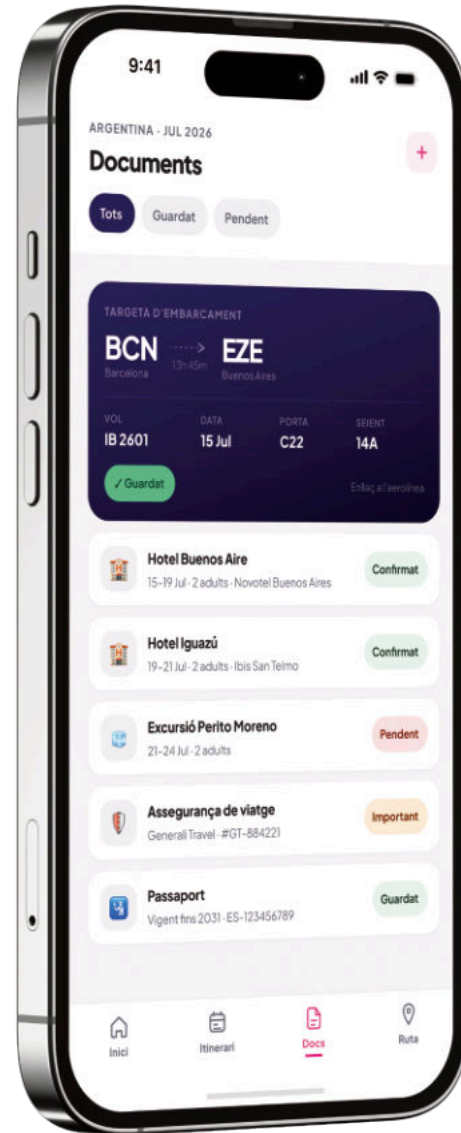 9:41
ARGENTINA - JUL 2026
Documents
+
Tots Guardat Pendent
TARGETA D'EMBARCAMENT
BCN EZE
Barcelona 13h45m Buenos Aires
VOL DATA PORTA SEIENT
IB 2601 15 Jul C22 14A
✓ Guardat Enllaç a l'aerolínea
Hotel Buenos Aire
15-19 Jul · 2 adults · Novotel Buenos Aires
Confirmat
Hotel Iguazú
19-21 Jul · 2 adults · Ibis San Telmo
Confirmat
Excursió Perito Moreno
21-24 Jul · 2 adults
Pendent
Assegurança de viatge
Generali Travel · #GT-884221
Important
Passaport
Vigent fins 2031 · ES-123456789
Guardat
Inici Itinerari Docs Ruta